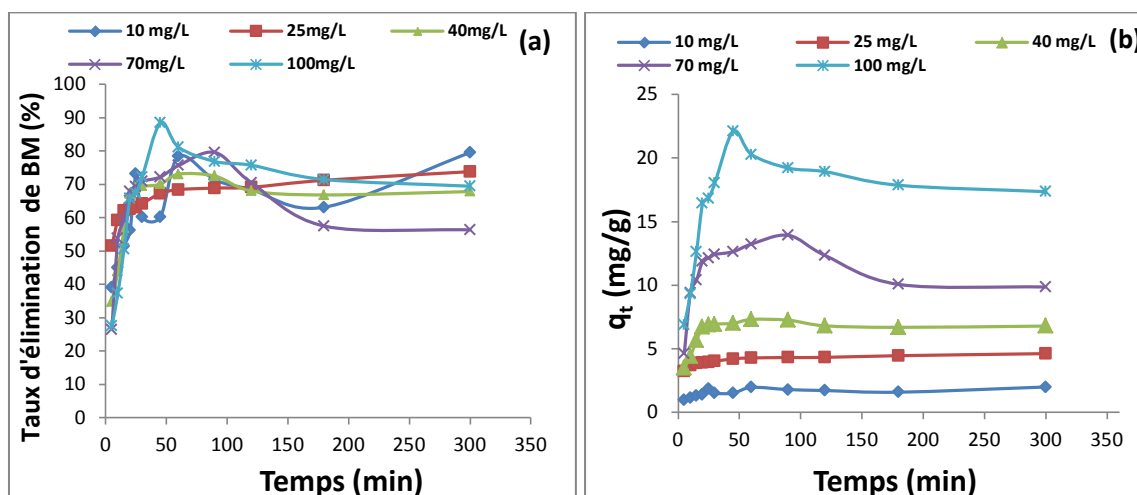 10 mg/L 25mg/L 40mg/L (a)
70mg/L 100mg/L
Taux d'élimination de BM (%)
100
90
80
70
60
50
40
30
20
10
0
0 50 100 150 200 250 300 350
Temps (min)
10 mg/L 25 mg/L 40 mg/L (b)
70 mg/L 100 mg/L
qt (mg/g)
25
20
15
10
5
0
0 50 100 150 200 250 300 350
Temps (min)